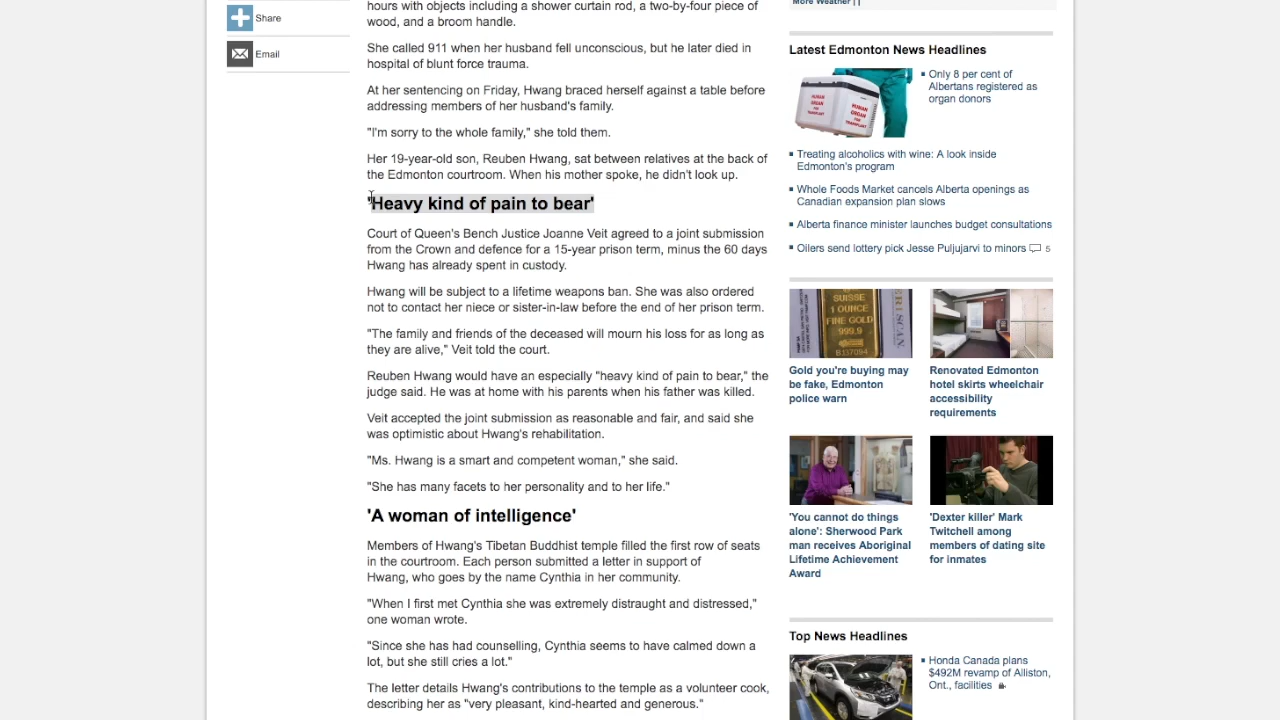 Share
Email
hours with objects including a shower curtain rod, a two-by-four piece of
wood, and a broom handle.
She called 911 when her husband fell unconscious, but he later died in
hospital of blunt force trauma.
At her sentencing on Friday, Hwang braced herself against a table before
addressing members of her husband's family.
"I'm sorry to the whole family," she told them.
Her 19-year-old son, Reuben Hwang, sat between relatives at the back of
the Edmonton courtroom. When his mother spoke, he didn't look up.
'Heavy kind of pain to bear'
Court of Queen's Bench Justice Joanne Veit agreed to a joint submission
from the Crown and defence for a 15-year prison term, minus the 60 days
Hwang has already spent in custody.
Hwang will be subject to a lifetime weapons ban. She was also ordered
not to contact her niece or sister-in-law before the end of her prison term.
"The family and friends of the deceased will mourn his loss for as long as
they are alive," Veit told the court.
Reuben Hwang would have an especially "heavy kind of pain to bear," the
judge said. He was at home with his parents when his father was killed.
Veit accepted the joint submission as reasonable and fair, and said she
was optimistic about Hwang's rehabilitation.
"Ms. Hwang is a smart and competent woman," she said.
"She has many facets to her personality and to her life."
'A woman of intelligence'
Members of Hwang's Tibetan Buddhist temple filled the first row of seats
in the courtroom. Each person submitted a letter in support of
Hwang, who goes by the name Cynthia in her community.
"When I first met Cynthia she was extremely distraught and distressed,"
one woman wrote.
"Since she has had counselling, Cynthia seems to have calmed down a
lot, but she still cries a lot."
The letter details Hwang's contributions to the temple as a volunteer cook,
describing her as "very pleasant, kind-hearted and generous."
More Weather | |
Latest Edmonton News Headlines
HUMAN
ORGAN
FOR
TRANSPLANT
HUMAN
ORGAN
FOR
TRANSPLANT
Only 8 per cent of
Albertans registered as
organ donors
Treating alcoholics with wine: A look inside
Edmonton's program
Whole Foods Market cancels Alberta openings as
Canadian expansion plan slows
Alberta finance minister launches budget consultations
Oilers send lottery pick Jesse Puljujarvi to minors 5
SUISSE
1 OUNCE
FINE GOLD
999.9
Gold you're buying may
be fake, Edmonton
police warn
Renovated Edmonton
hotel skirts wheelchair
accessibility
requirements
'You cannot do things
alone': Sherwood Park
man receives Aboriginal
Lifetime Achievement
Award
'Dexter killer' Mark
Twitchell among
members of dating site
for inmates
Top News Headlines
Honda Canada plans
$492M revamp of Alliston,
Ont., facilities